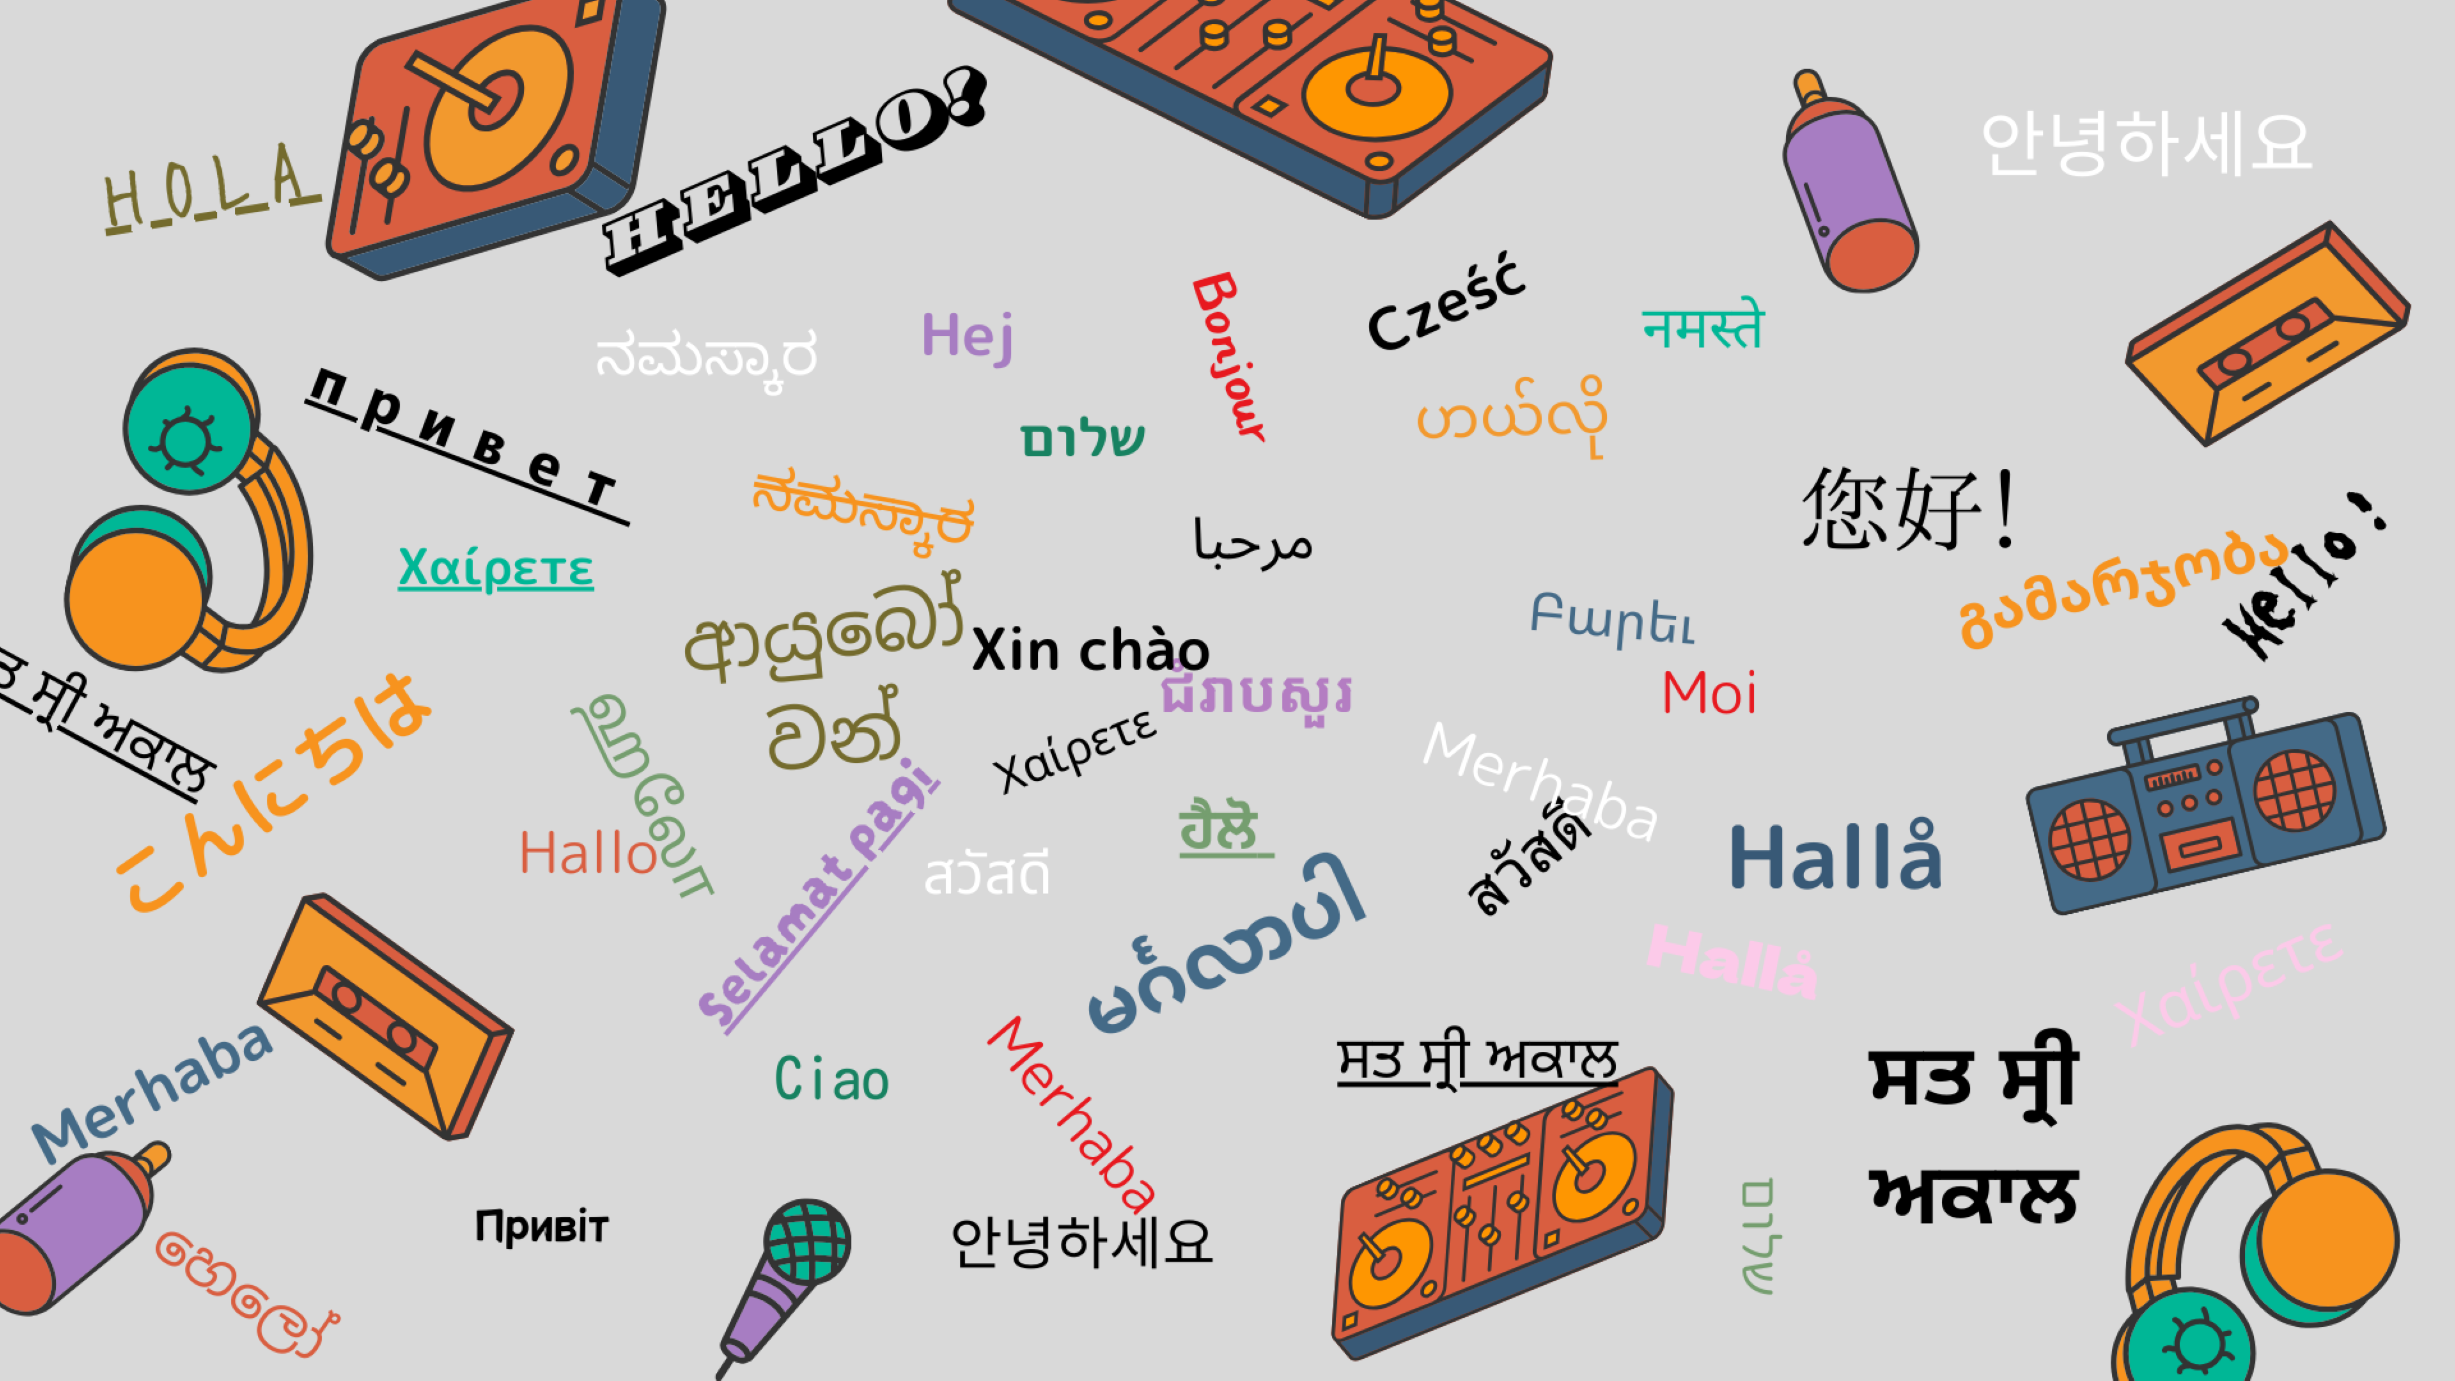 HOLA
HELLO!
안녕하세요
Cześć
Bonjour
Hej
नमस्ते
ನಮಸ್ಕಾರ
привет
ဟယ်လို
שלום
ನಮಸ್ಕಾರ
您好!
Hello!
مرحبا
Χαίρετε
გამარჯობა
ආයුබෝ
වන්
Xin chào
Բարեւ
ជំរាបសួរ
Moi
ਤ ਸ੍ਰੀ ਅਕਾਲ
こんにちは
ஹலோ
Χαίρετε
Merhaba
Selamat pagi
Hallo
ਹੈਲੋ
สวัสดี
สวัสดี
Hallå
မင်္ဂလာပါ
Hallå
Χαίρετε
Merhaba
Ciao
Merhaba
ਸਤ ਸ੍ਰੀ ਅਕਾਲ
ਸਤ ਸ੍ਰੀ
ਅਕਾਲ
Привіт
안녕하세요
שלום
හෙලෝ